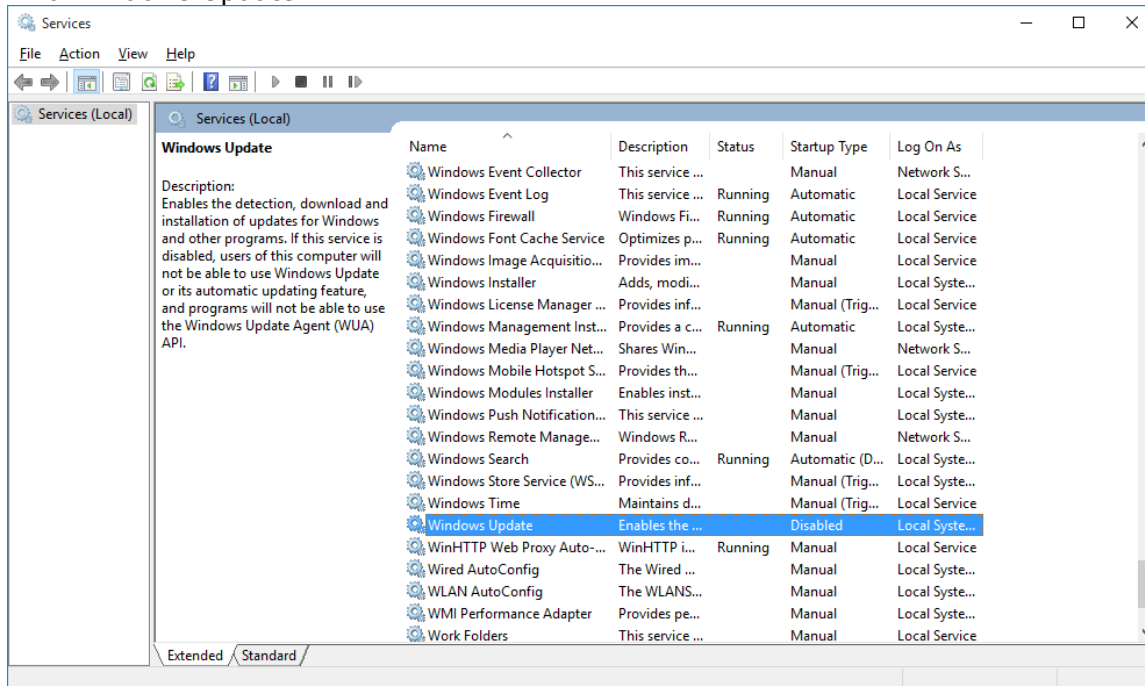 Services
File Action View Help
Services (Local)
Services (Local)
Windows Update
Description:
Enables the detection, download and
installation of updates for Windows
and other programs. If this service is
disabled, users of this computer will
not be able to use Windows Update
or its automatic updating feature,
and programs will not be able to use
the Windows Update Agent (WUA)
API.
Name Description Status Startup Type Log On As
Windows Event Collector This service ... Manual Network S...
Windows Event Log This service ... Running Automatic Local Service
Windows Firewall Windows Fi... Running Automatic Local Service
Windows Font Cache Service Optimizes p... Running Automatic Local Service
Windows Image Acquisitio... Provides im... Manual Local Service
Windows Installer Adds, modi... Manual Local Syste...
Windows License Manager ... Provides inf... Manual (Trig... Local Service
Windows Management Inst... Provides a c... Running Automatic Local Syste...
Windows Media Player Net... Shares Win... Manual Network S...
Windows Mobile Hotspot S... Provides th... Manual (Trig... Local Service
Windows Modules Installer Enables inst... Manual Local Syste...
Windows Push Notification... This service ... Manual Local Syste...
Windows Remote Manage... Windows R... Manual Network S...
Windows Search Provides co... Running Automatic (D... Local Syste...
Windows Store Service (WS... Provides inf... Manual (Trig... Local Syste...
Windows Time Maintains d... Manual (Trig... Local Service
Windows Update Enables the ... Disabled Local Syste...
WinHTTP Web Proxy Auto-... WinHTTP i... Running Manual Local Service
Wired AutoConfig The Wired ... Manual Local Syste...
WLAN AutoConfig The WLANS... Manual Local Syste...
WMI Performance Adapter Provides pe... Manual Local Syste...
Work Folders This service ... Manual Local Service
Extended Standard